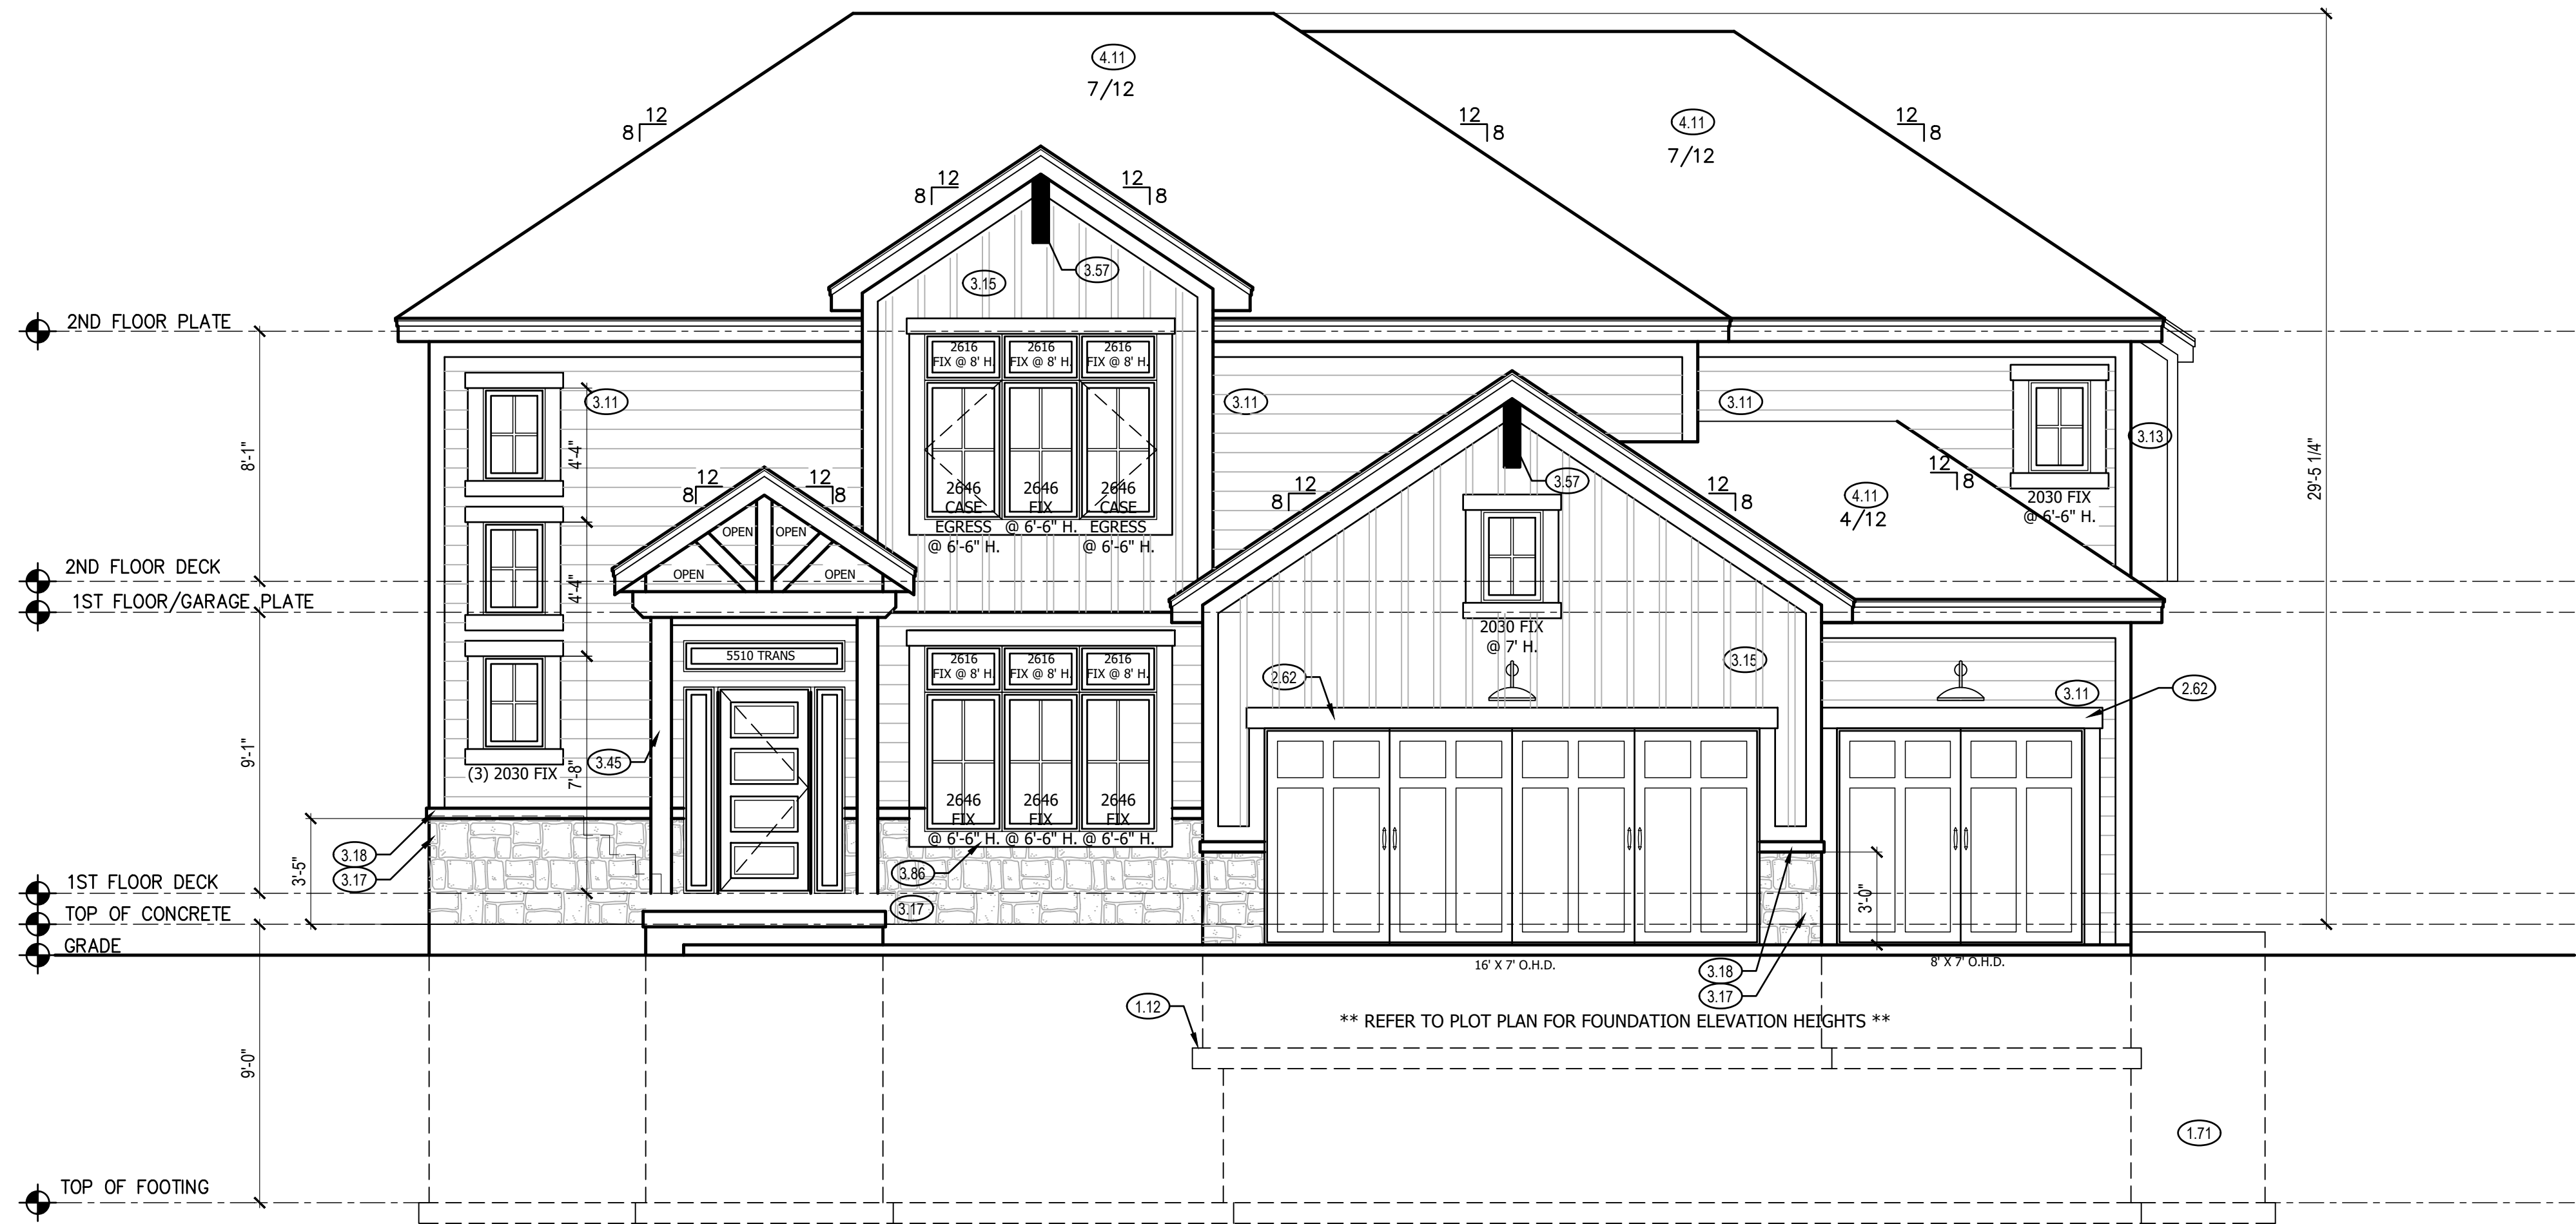 4.11
7/12
12
8
12
8
4.11
7/12
12
8
12
8
12
8
3.57
3.15
2ND FLOOR PLATE
29'-5 1/4"
8'-1"
2616
FIX @ 8' H.
2616
FIX @ 8' H.
2616
FIX @ 8' H.
3.11
3.11
3.11
3.13
4'-4"
12
8
12
8
2646
CASE
EGRESS
@ 6'-6" H.
2646
FIX
@ 6'-6" H.
2646
CASE
EGRESS
@ 6'-6" H.
12
8
3.57
12
8
4.11
4/12
12
8
2030 FIX
@ 6'-6" H.
OPEN
OPEN
OPEN
OPEN
2ND FLOOR DECK
4'-4"
1ST FLOOR/GARAGE PLATE
2030 FIX
@ 7' H.
5510 TRANS
2616
FIX @ 8' H.
2616
FIX @ 8' H.
2616
FIX @ 8' H.
3.15
2.62
3.11
2.62
9'-1"
(3) 2030 FIX
7'-8"
3.45
2646
FIX
@ 6'-6" H.
2646
FIX
@ 6'-6" H.
2646
FIX
@ 6'-6" H.
3'-5"
3.18
3.17
3.86
3.17
3'-0"
1ST FLOOR DECK
TOP OF CONCRETE
GRADE
16' X 7' O.H.D.
8' X 7' O.H.D.
3.18
3.17
1.12
** REFER TO PLOT PLAN FOR FOUNDATION ELEVATION HEIGHTS **
9'-0"
1.71
TOP OF FOOTING